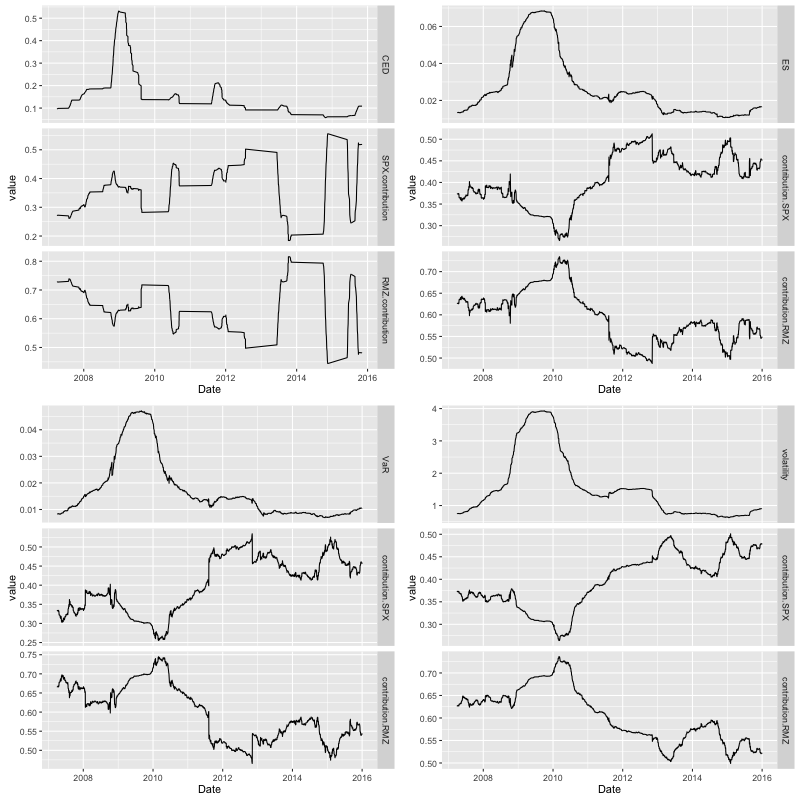 0.5
0.4
0.3
0.2
0.1
CED
value
0.5
0.4
0.3
0.2
SPX.contribution
0.8
0.7
0.6
0.5
RMZ.contribution
2008 2010 2012 2014 2016
Date
0.06
0.04
0.02
ES
value
0.50
0.45
0.40
0.35
0.30
contribution.SPX
0.70
0.65
0.60
0.55
0.50
contribution.RMZ
2008 2010 2012 2014 2016
Date
0.04
0.03
0.02
0.01
VaR
value
0.50
0.45
0.40
0.35
0.30
0.25
contribution.SPX
0.75
0.70
0.65
0.60
0.55
0.50
contribution.RMZ
2008 2010 2012 2014 2016
Date
4
3
2
1
volatility
value
0.50
0.45
0.40
0.35
0.30
contribution.SPX
0.70
0.65
0.60
0.55
0.50
contribution.RMZ
2008 2010 2012 2014 2016
Date